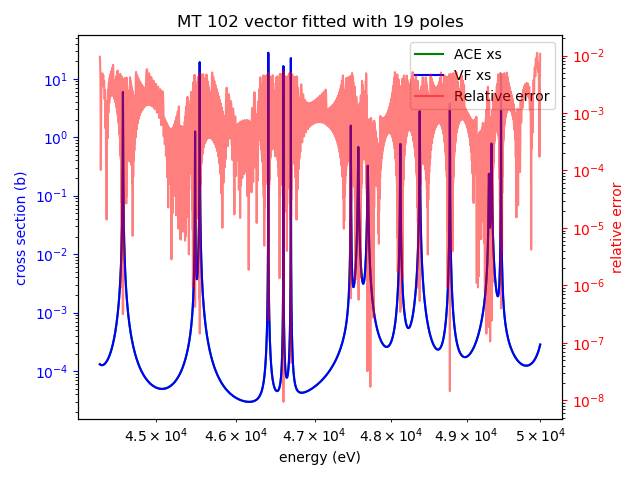 MT 102 vector fitted with 19 poles
ACE xs
VF xs
Relative error
cross section (b)
10¹
10⁰
10⁻¹
10⁻²
10⁻³
10⁻⁴
10⁻²
10⁻³
10⁻⁴
10⁻⁵
10⁻⁶
10⁻⁷
10⁻⁸
relative error
4.5×10⁴ 4.6×10⁴ 4.7×10⁴ 4.8×10⁴ 4.9×10⁴ 5×10⁴
energy (eV)